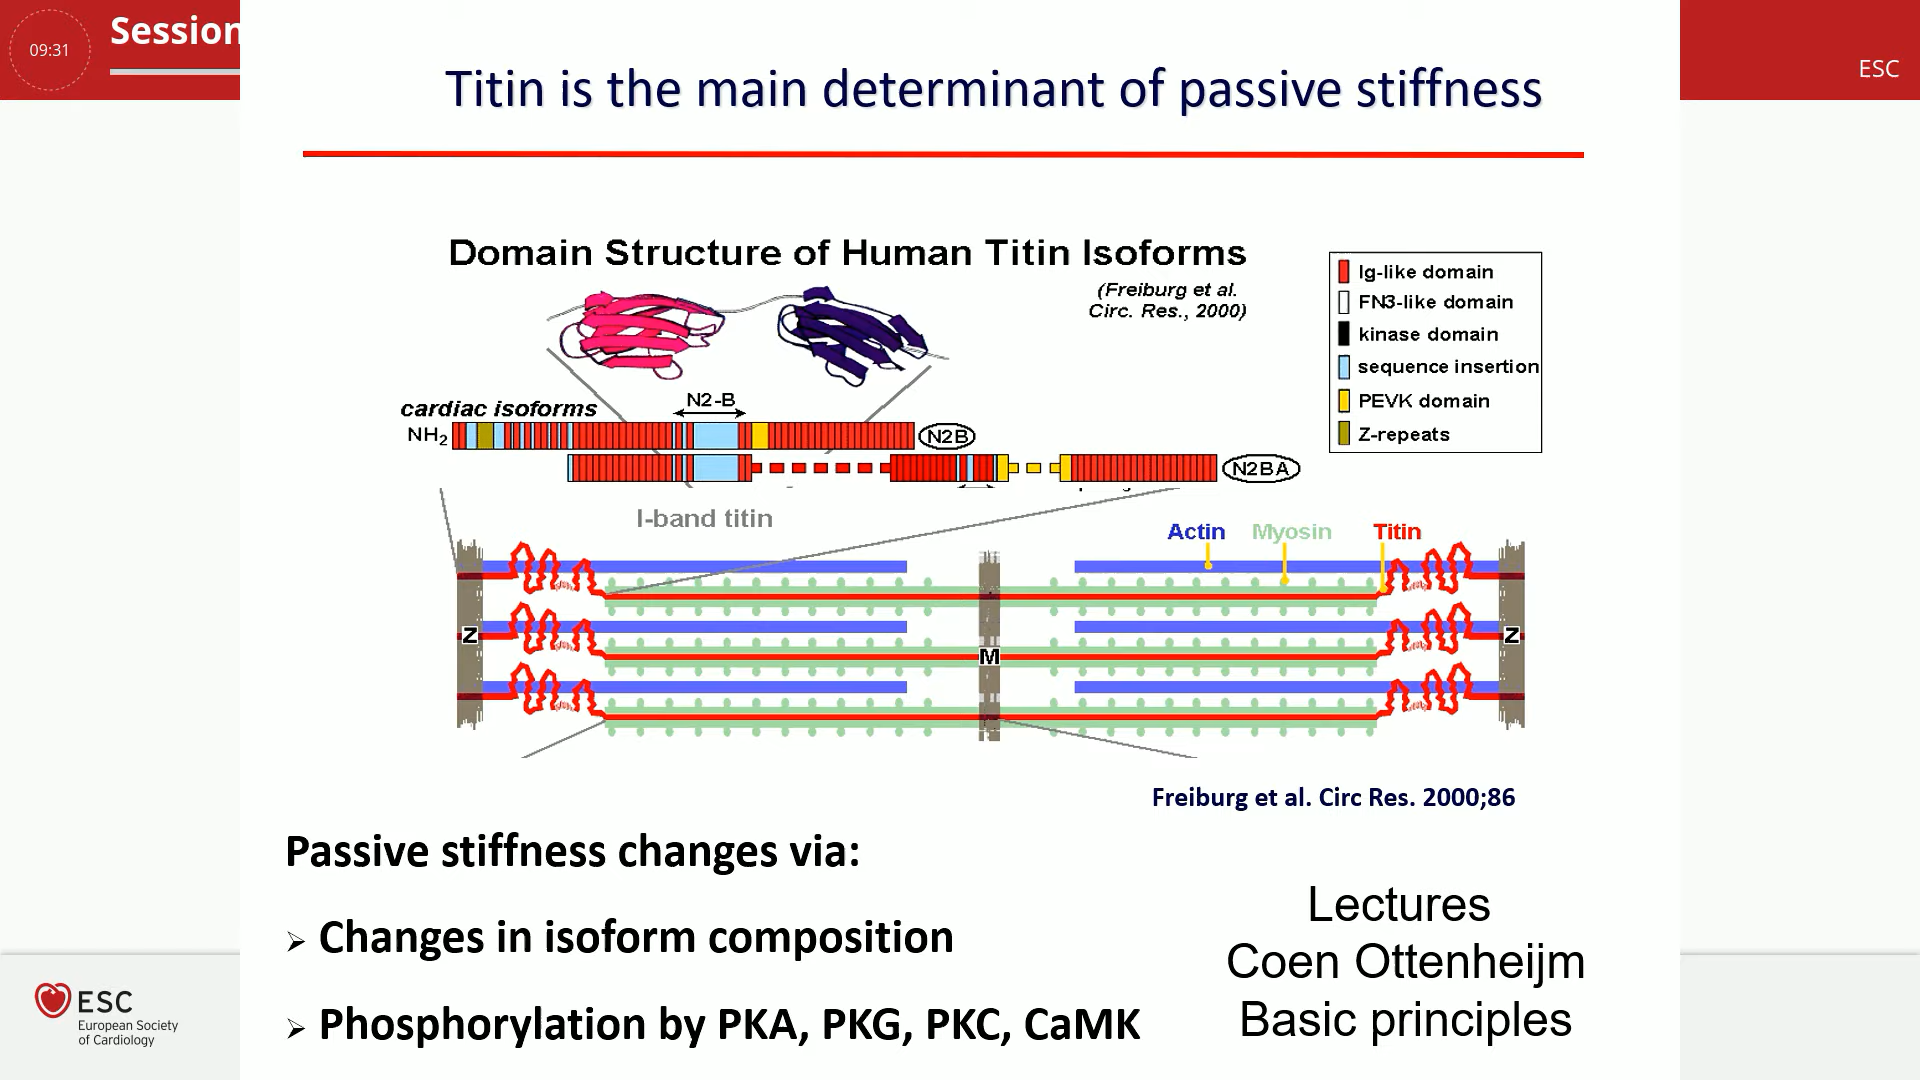 09:31
Session
ESC
Titin is the main determinant of passive stiffness
Domain Structure of Human Titin Isoforms
(Freiburg et al.
Circ. Res., 2000)
Ig-like domain
FN3-like domain
kinase domain
sequence insertion
PEVK domain
Z-repeats
cardiac isoforms
N2-B
NH2
N2B
N2BA
I-band titin
Actin
Myosin
Titin
Z
M
Z
Freiburg et al. Circ Res. 2000;86
Passive stiffness changes via:
➢ Changes in isoform composition
➢ Phosphorylation by PKA, PKG, PKC, CaMK
Lectures
Coen Ottenheijm
Basic principles
ESC
European Society
of Cardiology